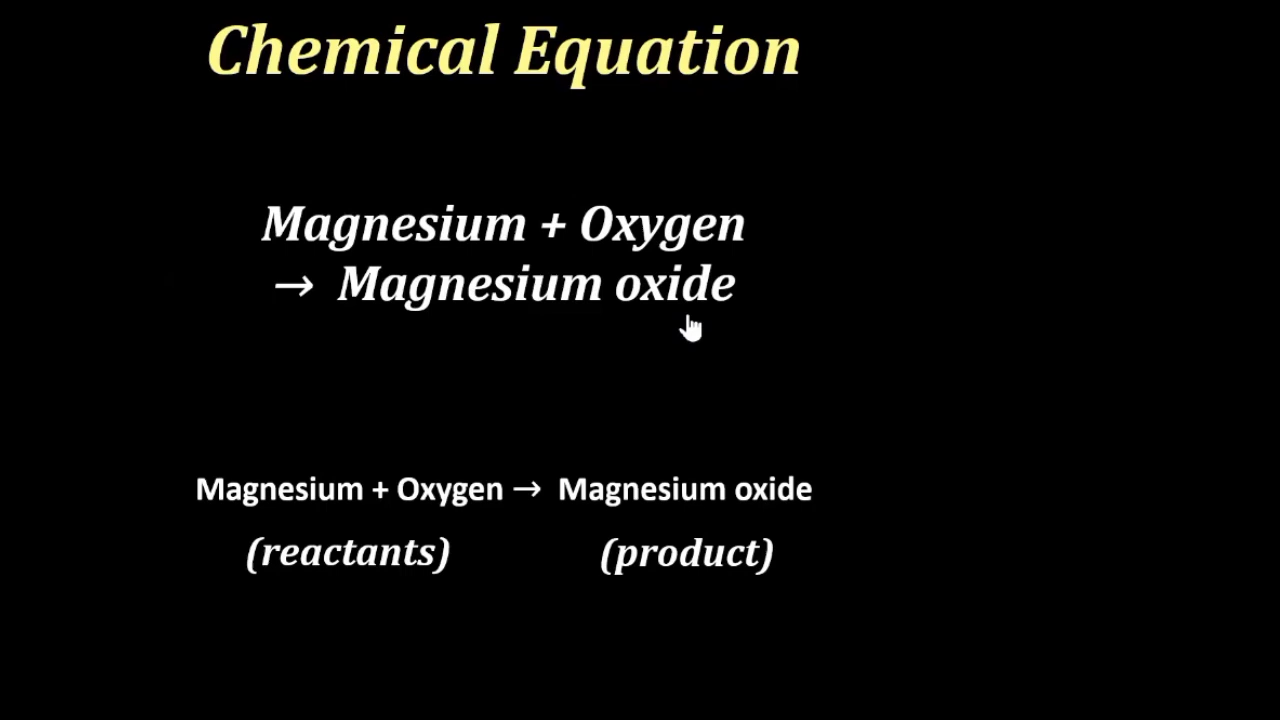 Chemical Equation
Magnesium + Oxygen
→ Magnesium oxide
Magnesium + Oxygen → Magnesium oxide
(reactants) (product)